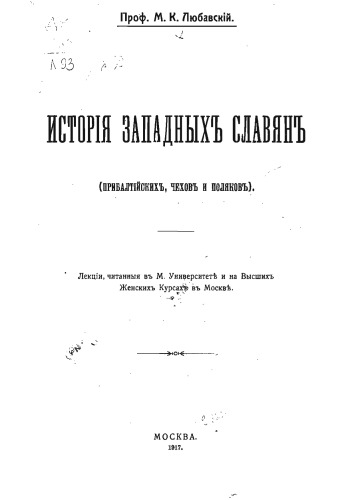 Проф. М. К. Любавскій.
ИСТОРІЯ ЗАПАДНЫХЪ СЛАВЯНЪ
(ПРИБАЛТІЙСКИХЪ, ЧЕХОВЪ И ПОЛЯКОВЪ).
Лекціи, читанныя въ М. Университетѣ и на Высшихъ
Женскихъ Курсахъ въ Москвѣ.
МОСКВА.
1917.